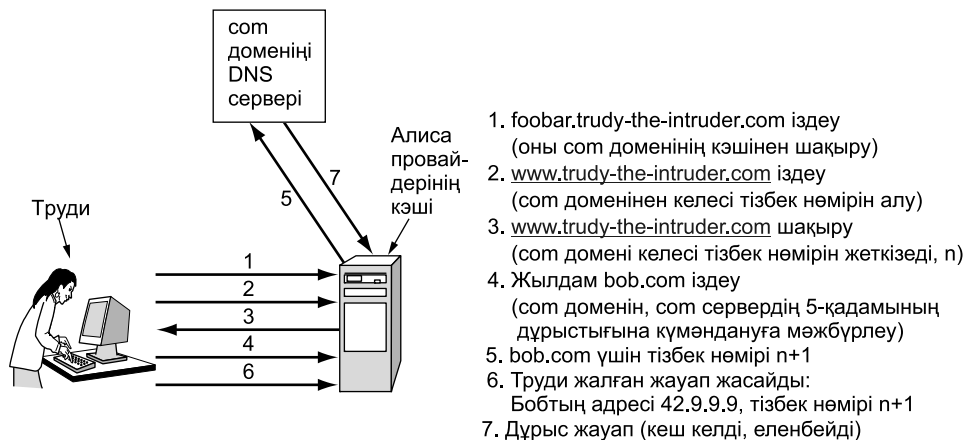 com
доменіңі
DNS
сервері
Алиса
провай-
дерінің
кэші
Труди
5
7
1
2
3
4
6
1. foobar.trudy-the-intruder.com іздеу
(оны com доменінің кэшінен шақыру)
2. www.trudy-the-intruder.com іздеу
(com доменінен келесі тізбек нөмірін алу)
3. www.trudy-the-intruder.com шақыру
(com домені келесі тізбек нөмірін жеткізеді, n)
4. Жылдам bob.com іздеу
(com доменін, com сервердің 5-қадамының
дұрыстығына күмәндануға мәжбүрлеу)
5. bob.com үшін тізбек нөмірі n+1
6. Труди жалған жауап жасайды:
Бобтың адресі 42.9.9.9, тізбек нөмірі n+1
7. Дұрыс жауап (кеш келді, еленбейді)